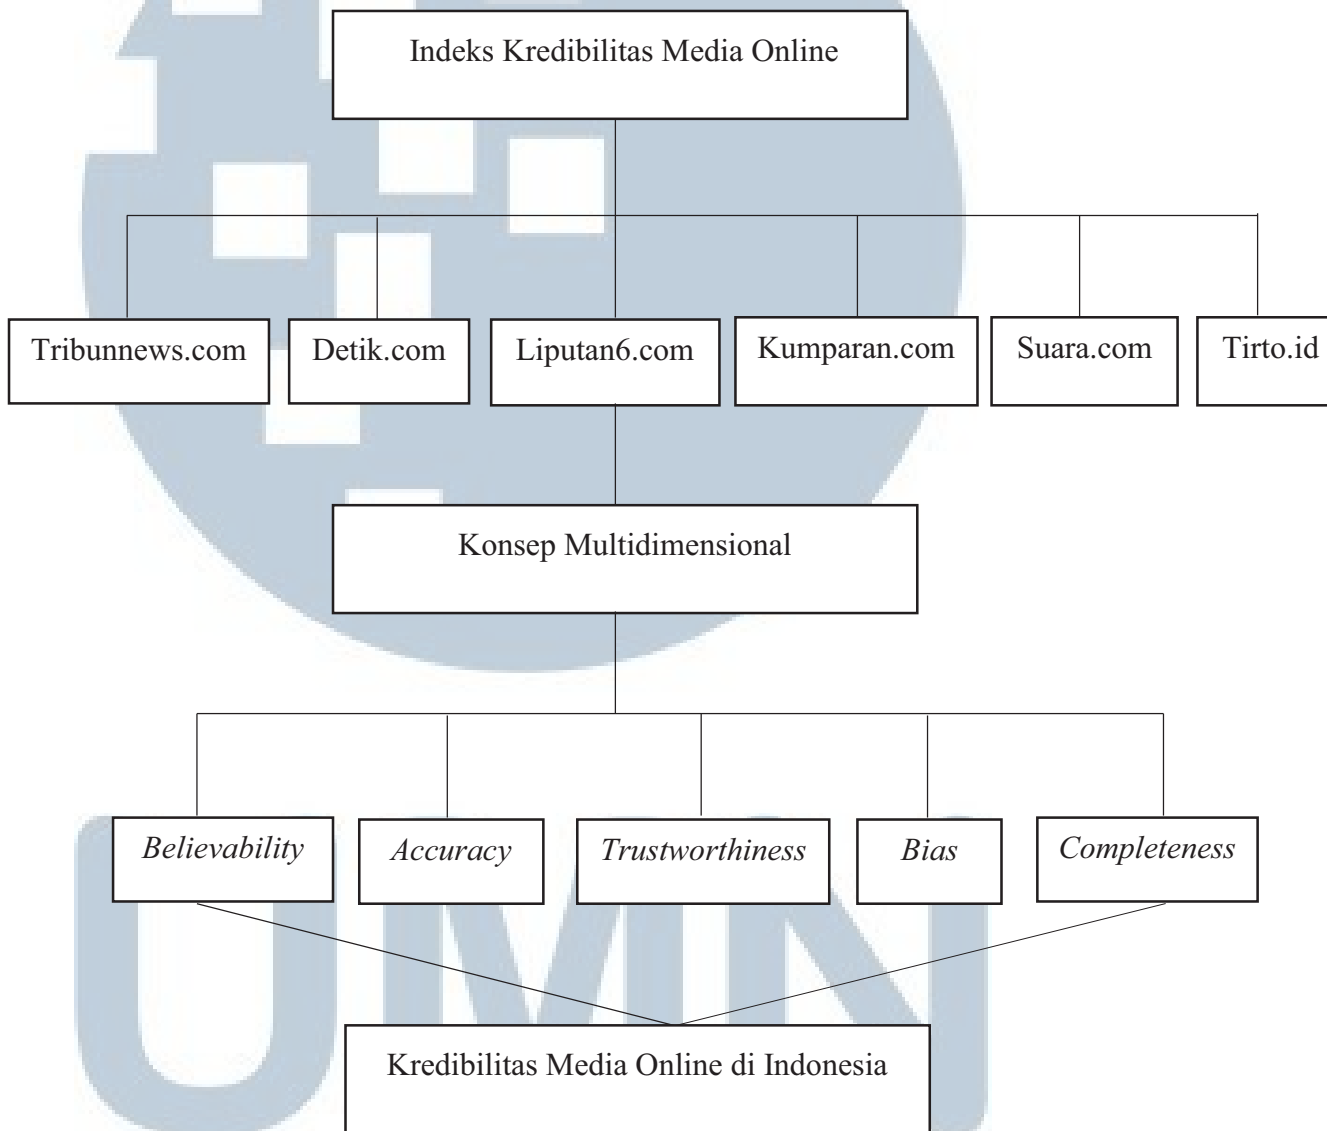 Indeks Kredibilitas Media Online
Tribunnews.com
Detik.com
Liputan6.com
Kumparan.com
Suara.com
Tirto.id
Konsep Multidimensional
Believability
Accuracy
Trustworthiness
Bias
Completeness
Kredibilitas Media Online di Indonesia
UMN